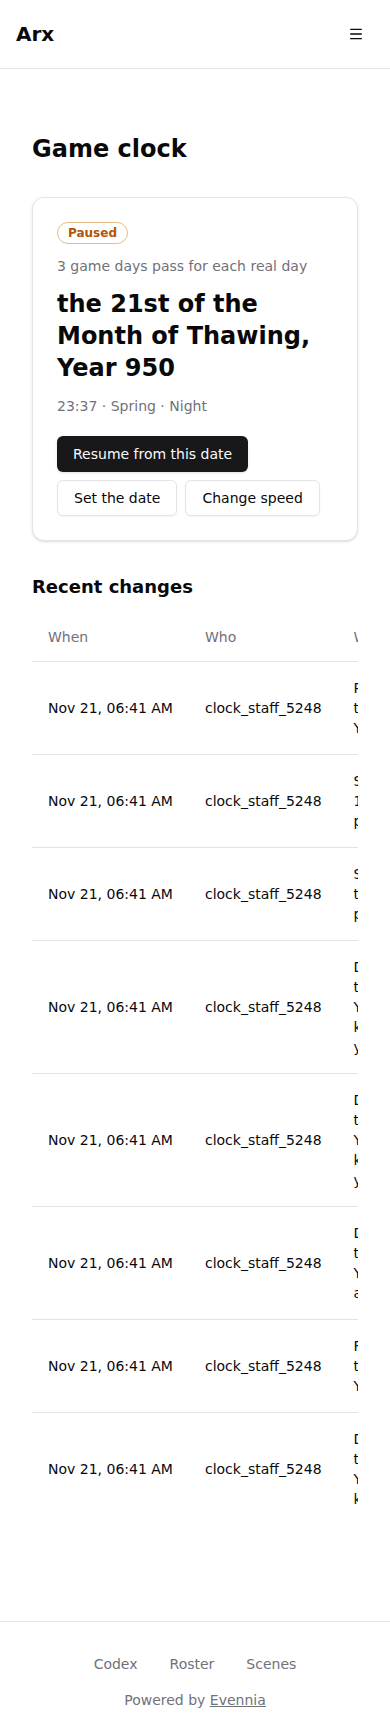 Arx
Game clock
Paused
3 game days pass for each real day
the 21st of the
Month of Thawing,
Year 950
23:37 · Spring · Night
Resume from this date
Set the date Change speed
Recent changes
When Who
Nov 21, 06:41 AM clock_staff_5248
Nov 21, 06:41 AM clock_staff_5248
Nov 21, 06:41 AM clock_staff_5248
Nov 21, 06:41 AM clock_staff_5248
Nov 21, 06:41 AM clock_staff_5248
Nov 21, 06:41 AM clock_staff_5248
Nov 21, 06:41 AM clock_staff_5248
Nov 21, 06:41 AM clock_staff_5248
Codex Roster Scenes
Powered by Evennia